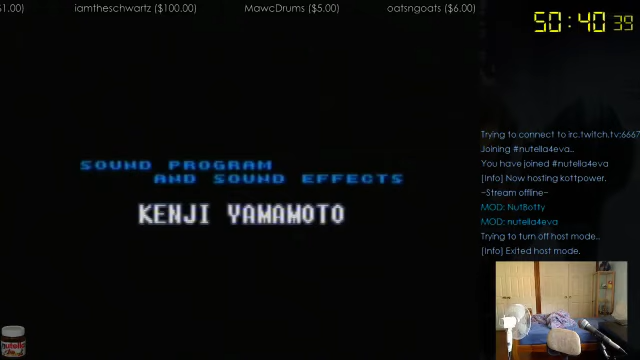 $1.00) iamtheschwartz ($100.00) MawcDrums ($5.00) oatsngoats ($6.00)
50:40 39
SOUND PROGRAM
AND SOUND EFFECTS
KENJI YAMAMOTO
Trying to connect to irc.twitch.tv:6667
Joining #nutella4eva..
You have joined #nutella4eva
[Info] Now hosting kottpower.
~Stream offline~
MOD: NutBotty
MOD: nutella4eva
Trying to turn off host mode..
[Info] Exited host mode.
nutella